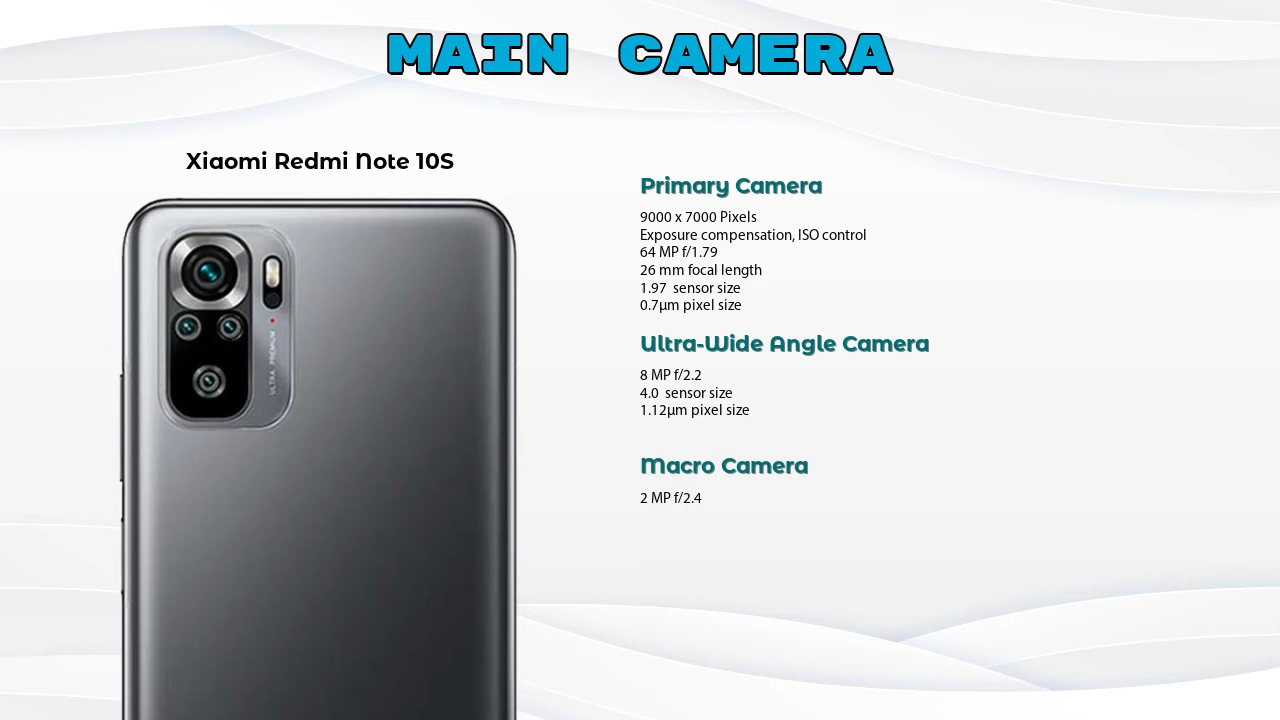 MAIN CAMERA
Xiaomi Redmi Note 10S
Primary Camera
9000 x 7000 Pixels
Exposure compensation, ISO control
64 MP f/1.79
26 mm focal length
1.97  sensor size
0.7µm pixel size
Ultra-Wide Angle Camera
8 MP f/2.2
4.0  sensor size
1.12µm pixel size
Macro Camera
2 MP f/2.4
ULTRA PREMIUM